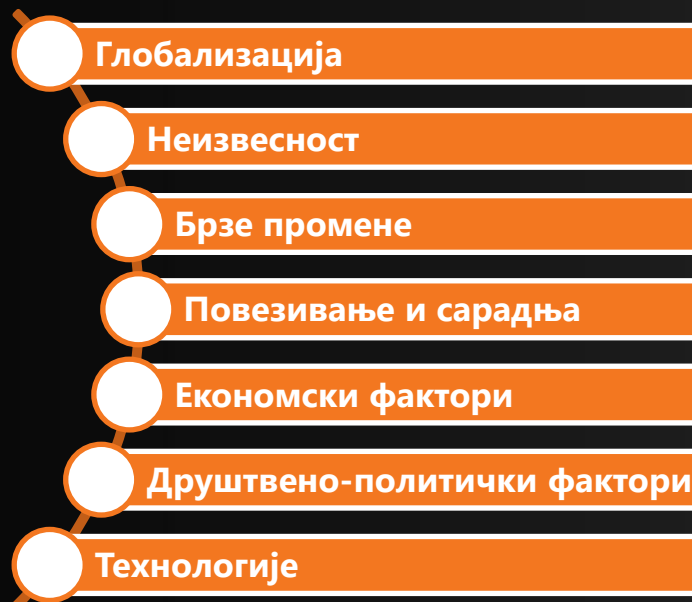 Глобализација
Неизвесност
Брзе промене
Повезивање и сарадња
Економски фактори
Друштвено-политички фактори
Технологије